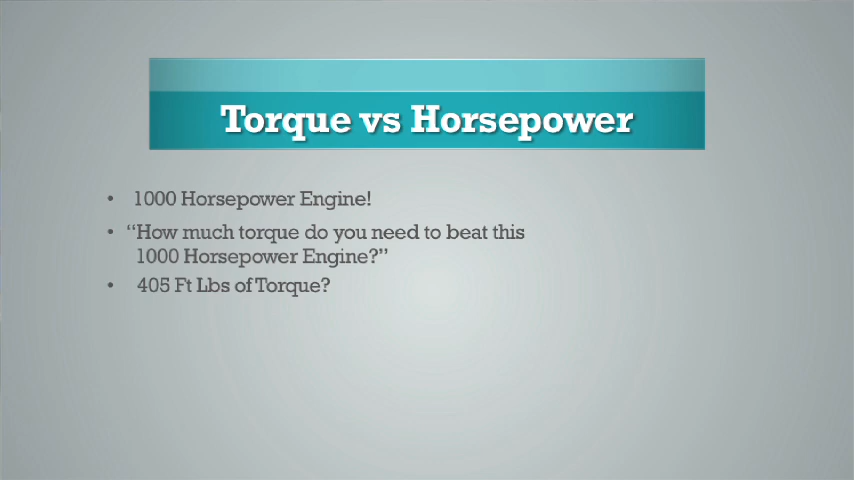 Torque vs Horsepower
• 1000 Horsepower Engine!
• “How much torque do you need to beat this
1000 Horsepower Engine?”
• 405 Ft Lbs of Torque?